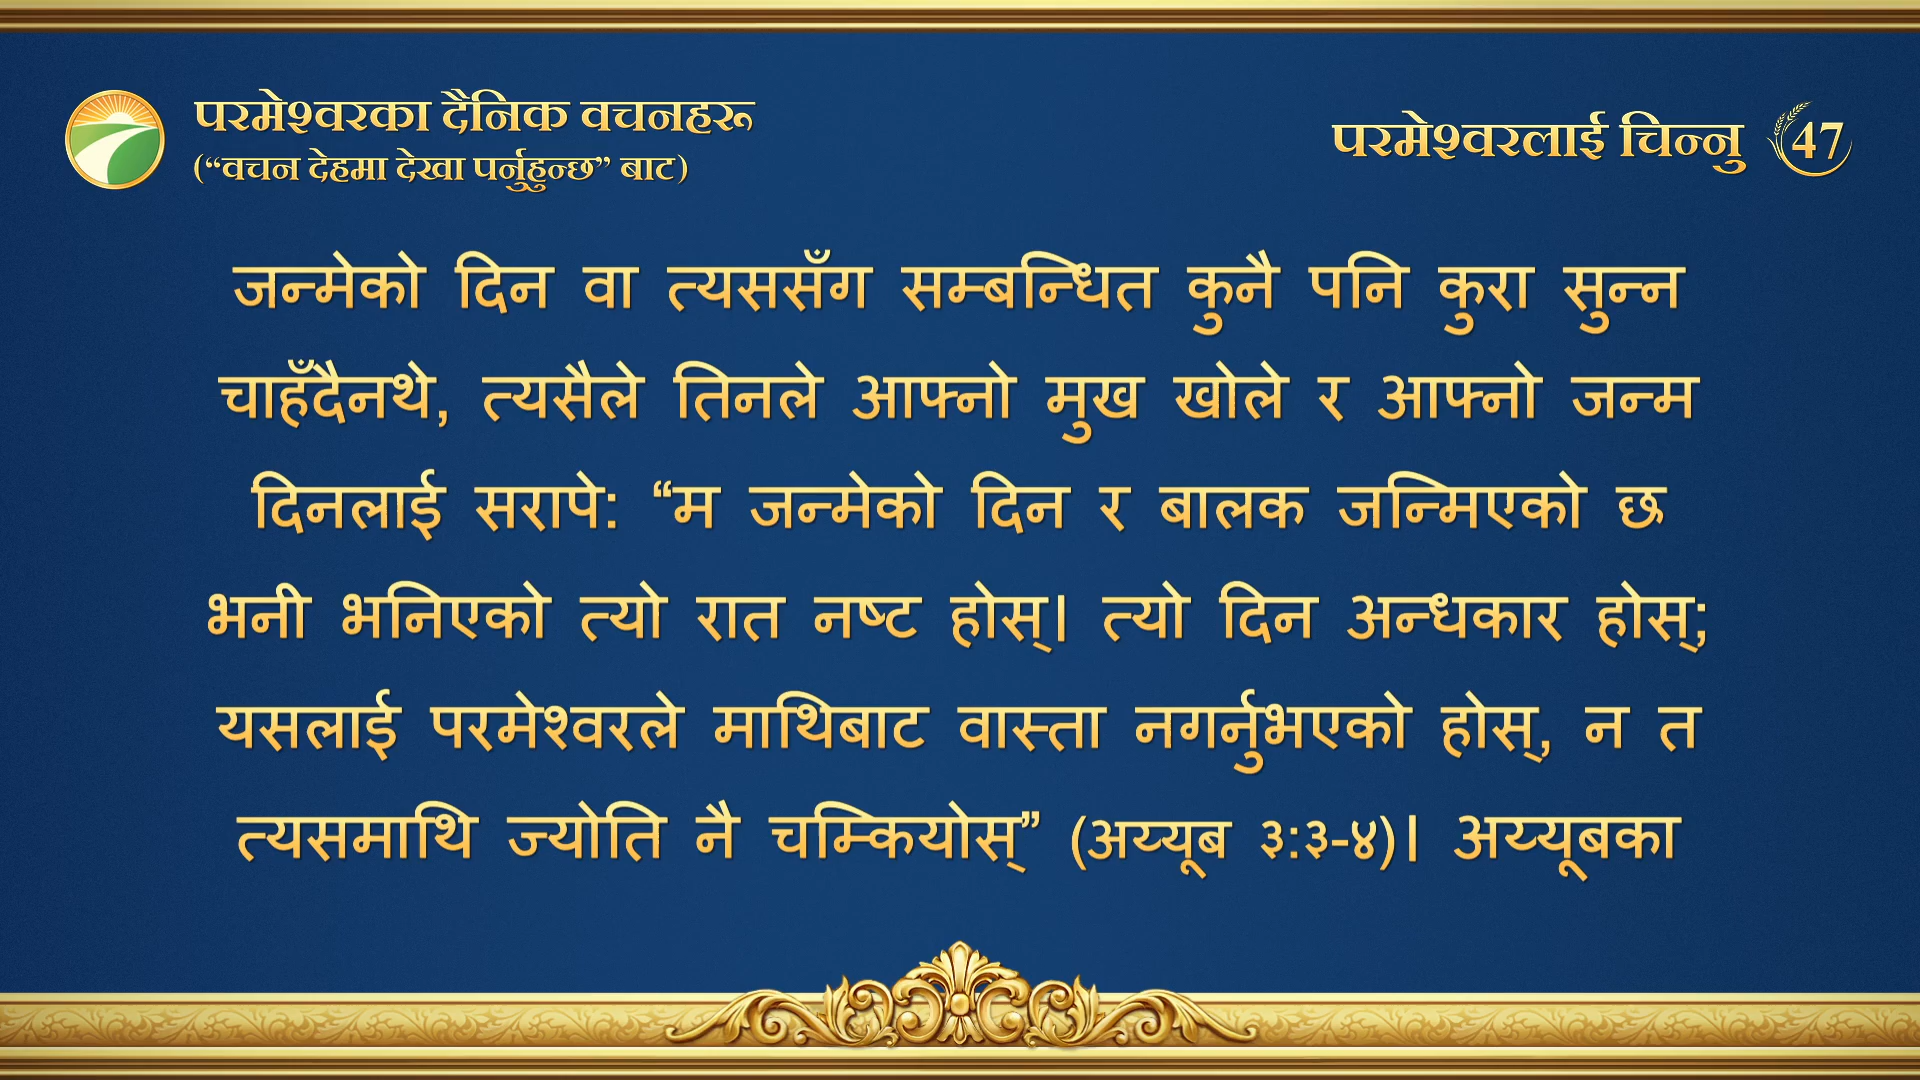 परमेश्वरका दैनिक वचनहरू
(“वचन देहमा देखा पर्नुहुन्छ” बाट)
परमेश्वरलाई चिन्नु 47
जन्मेको दिन वा त्यससँग सम्बन्धित कुनै पनि कुरा सुन्न
चाहँदैनथे, त्यसैले तिनले आफ्नो मुख खोले र आफ्नो जन्म
दिनलाई सरापे: “म जन्मेको दिन र बालक जन्मिएको छ
भनी भनिएको त्यो रात नष्ट होस्। त्यो दिन अन्धकार होस्;
यसलाई परमेश्वरले माथिबाट वास्ता नगर्नुभएको होस्, न त
त्यसमाथि ज्योति नै चम्कियोस्” (अय्यूब ३:३-४)। अय्यूबका